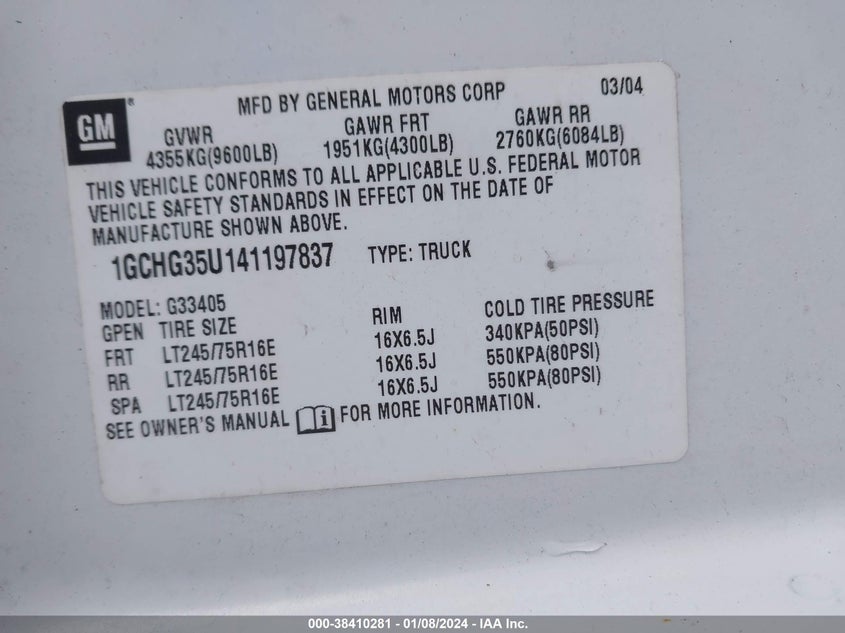 GM®
MFD BY GENERAL MOTORS CORP 03/04
GVWR GAWR FRT GAWR RR
4355KG(9600LB) 1951KG(4300LB) 2760KG(6084LB)
THIS VEHICLE CONFORMS TO ALL APPLICABLE U.S. FEDERAL MOTOR
VEHICLE SAFETY STANDARDS IN EFFECT ON THE DATE OF
MANUFACTURE SHOWN ABOVE.
1GCHG35U141197837 TYPE: TRUCK
MODEL: G33405
GPEN TIRE SIZE RIM COLD TIRE PRESSURE
FRT LT245/75R16E 16X6.5J 340KPA(50PSI)
RR LT245/75R16E 16X6.5J 550KPA(80PSI)
SPA LT245/75R16E 16X6.5J 550KPA(80PSI)
SEE OWNER'S MANUAL i FOR MORE INFORMATION.
000-38410281 - 01/08/2024 - IAA Inc.